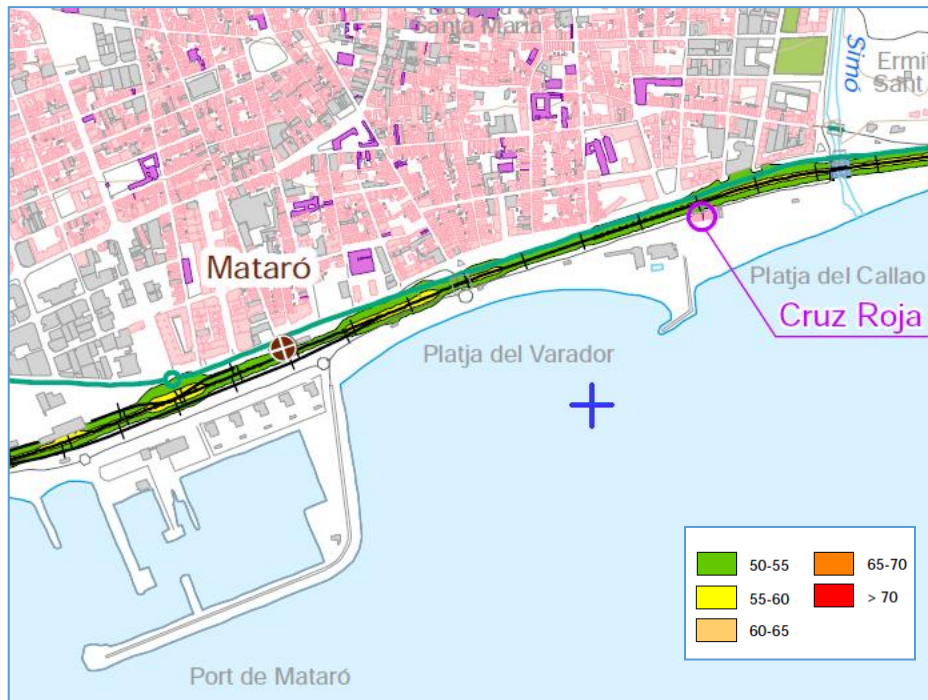 Santa Maria
Simó
Ermit
Sant
Mataró
Platja del Callao
Cruz Roja
Platja del Varador
50-55
65-70
55-60
> 70
60-65
Port de Mataró